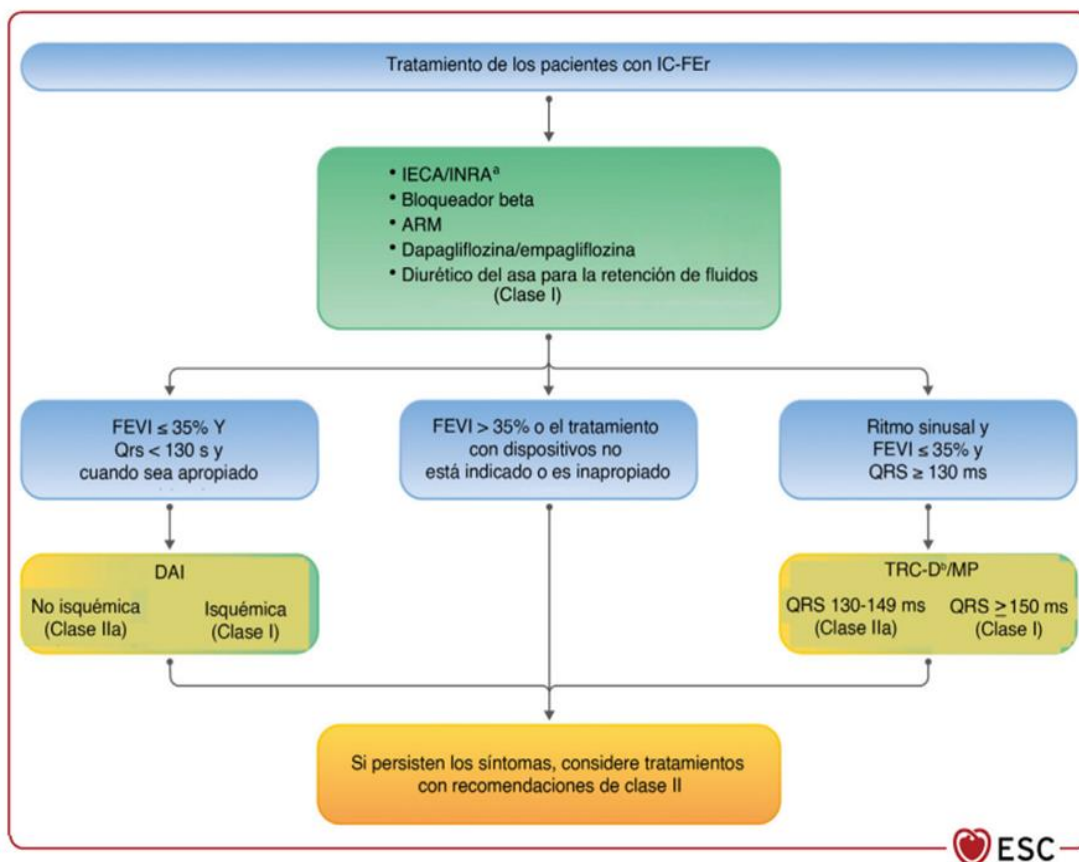 Tratamiento de los pacientes con IC-FEr
• IECA/INRAª
• Bloqueador beta
• ARM
• Dapagliflozina/empagliflozina
• Diurético del asa para la retención de fluidos
(Clase I)
FEVI ≤ 35% Y
Qrs < 130 s y
cuando sea apropiado
FEVI > 35% o el tratamiento
con dispositivos no
está indicado o es inapropiado
Ritmo sinusal y
FEVI ≤ 35% y
QRS ≥ 130 ms
DAI
No isquémica
(Clase IIa)
Isquémica
(Clase I)
TRC-Dᵇ/MP
QRS 130-149 ms
(Clase IIa)
QRS ≥ 150 ms
(Clase I)
Si persisten los síntomas, considere tratamientos
con recomendaciones de clase II
ESC